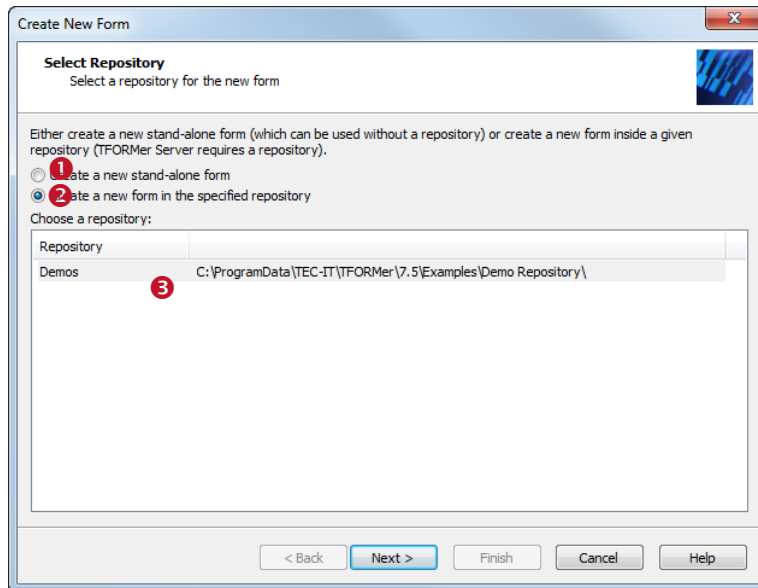 Create New Form
Select Repository
Select a repository for the new form
Either create a new stand-alone form (which can be used without a repository) or create a new form inside a given
repository (TFORMer Server requires a repository).
1
eate a new stand-alone form
2
ate a new form in the specified repository
Choose a repository:
Repository
Demos C:\ProgramData\TEC-IT\TFORMer\7.5\Examples\Demo Repository\
3
< Back Next > Finish Cancel Help